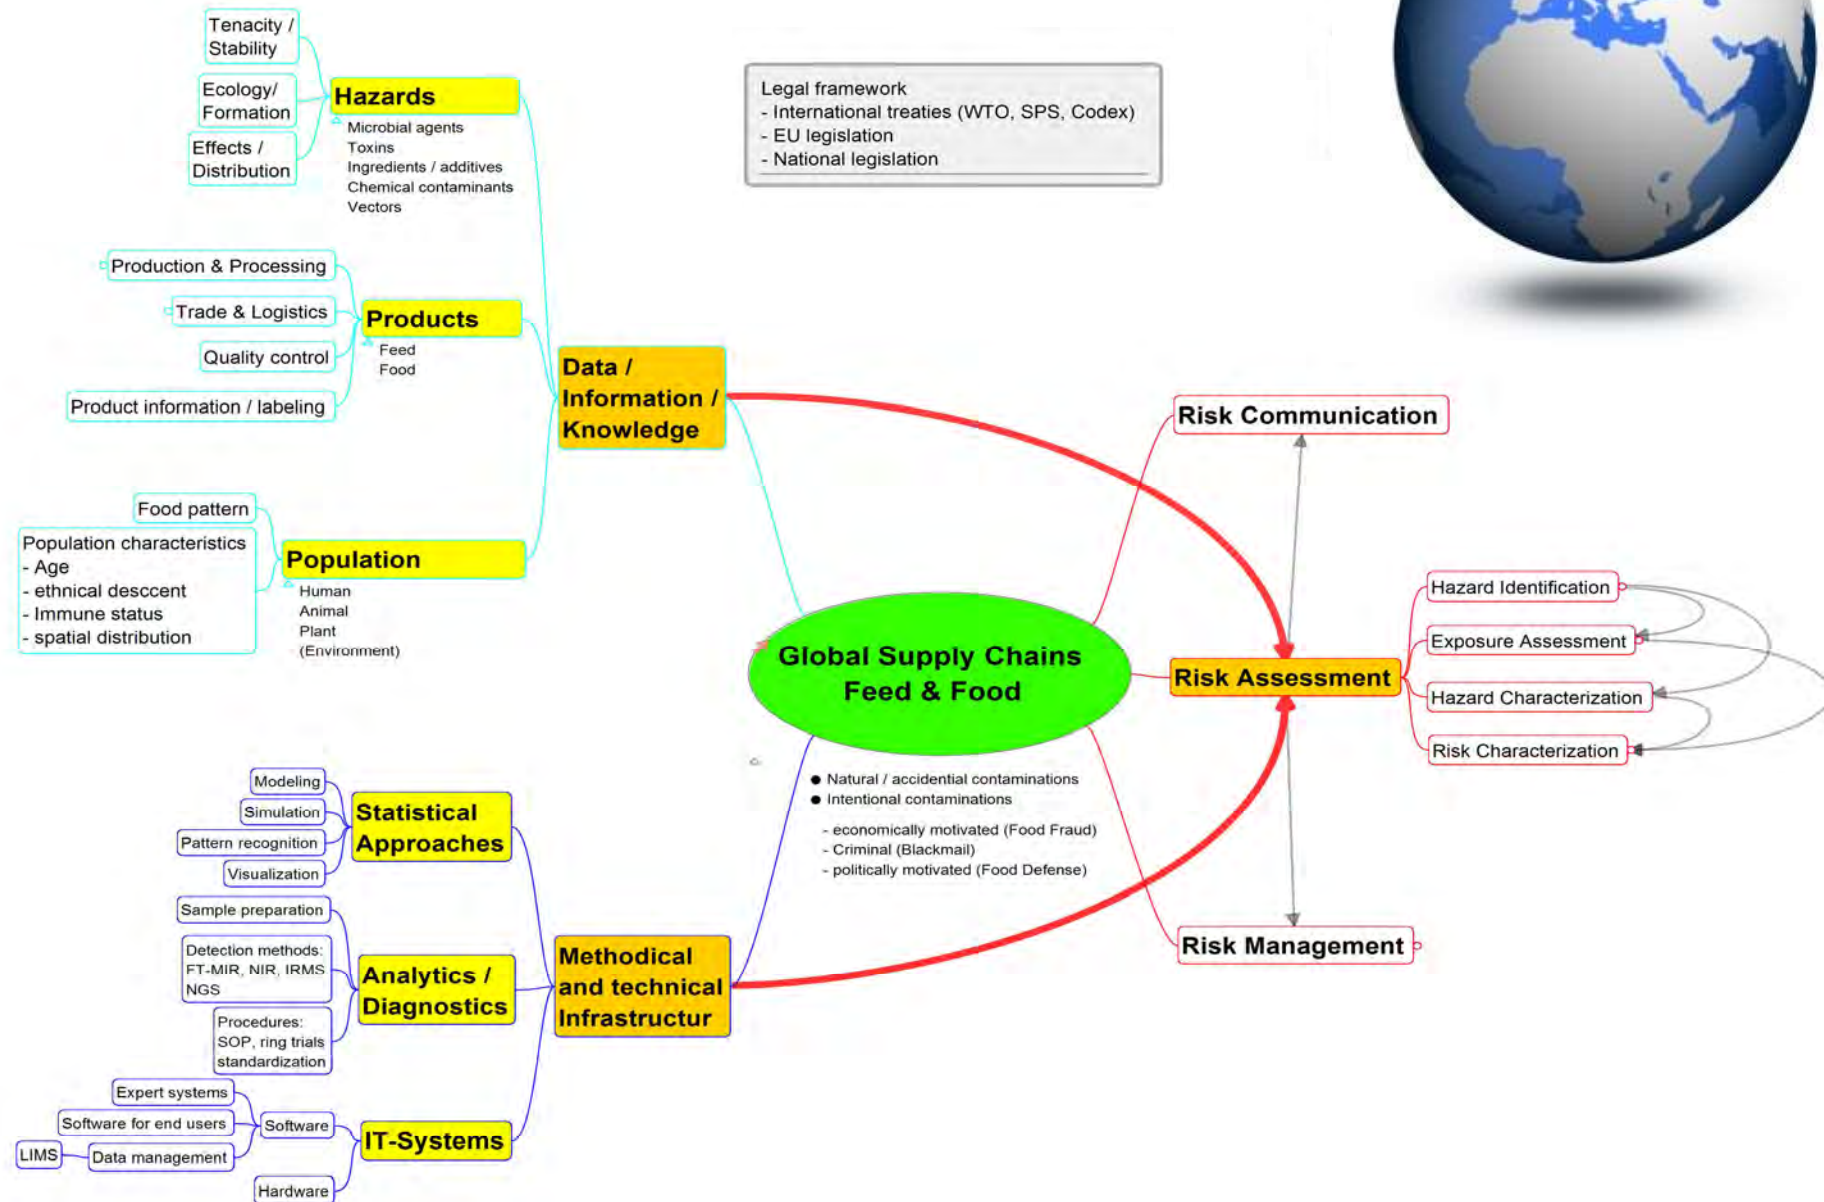 Tenacity /
Stability
Ecology/
Formation
Effects /
Distribution
Hazards
Microbial agents
Toxins
Ingredients / additives
Chemical contaminants
Vectors
Legal framework
- International treaties (WTO, SPS, Codex)
- EU legislation
- National legislation
Production & Processing
Trade & Logistics
Quality control
Product information / labeling
Products
Feed
Food
Data /
Information /
Knowledge
Food pattern
Population characteristics
- Age
- ethnical desccent
- Immune status
- spatial distribution
Population
Human
Animal
Plant
(Environment)
Global Supply Chains
Feed & Food
● Natural / accidential contaminations
● Intentional contaminations
- economically motivated (Food Fraud)
- Criminal (Blackmail)
- politically motivated (Food Defense)
Risk Communication
Risk Assessment
Hazard Identification
Exposure Assessment
Hazard Characterization
Risk Characterization
Risk Management
Modeling
Simulation
Pattern recognition
Visualization
Statistical
Approaches
Sample preparation
Detection methods:
FT-MIR, NIR, IRMS
NGS
Procedures:
SOP, ring trials
standardization
Analytics /
Diagnostics
Methodical
and technical
Infrastructur
Expert systems
Software for end users
LIMS
Data management
Software
Hardware
IT-Systems